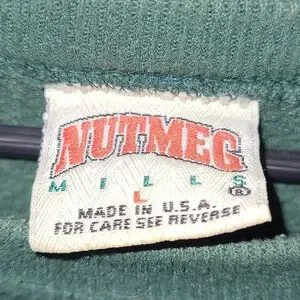 NUTMEG
MILLS
®
L
MADE IN U.S.A.
FOR CARE SEE REVERSE